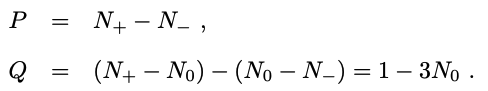 P = N₊ − N₋ ,
Q = (N₊ − N₀) − (N₀ − N₋) = 1 − 3N₀ .